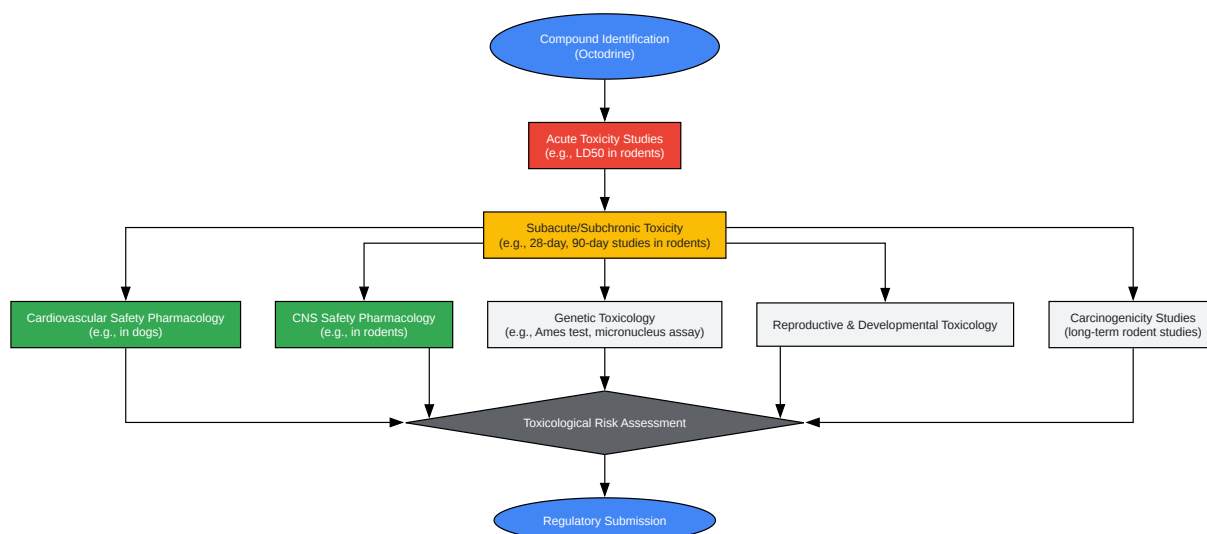 Compound Identification
(Octodrine)
Acute Toxicity Studies
(e.g., LD50 in rodents)
Subacute/Subchronic Toxicity
(e.g., 28-day, 90-day studies in rodents)
Cardiovascular Safety Pharmacology
(e.g., in dogs)
CNS Safety Pharmacology
(e.g., in rodents)
Genetic Toxicology
(e.g., Ames test, micronucleus assay)
Reproductive & Developmental Toxicology
Carcinogenicity Studies
(long-term rodent studies)
Toxicological Risk Assessment
Regulatory Submission